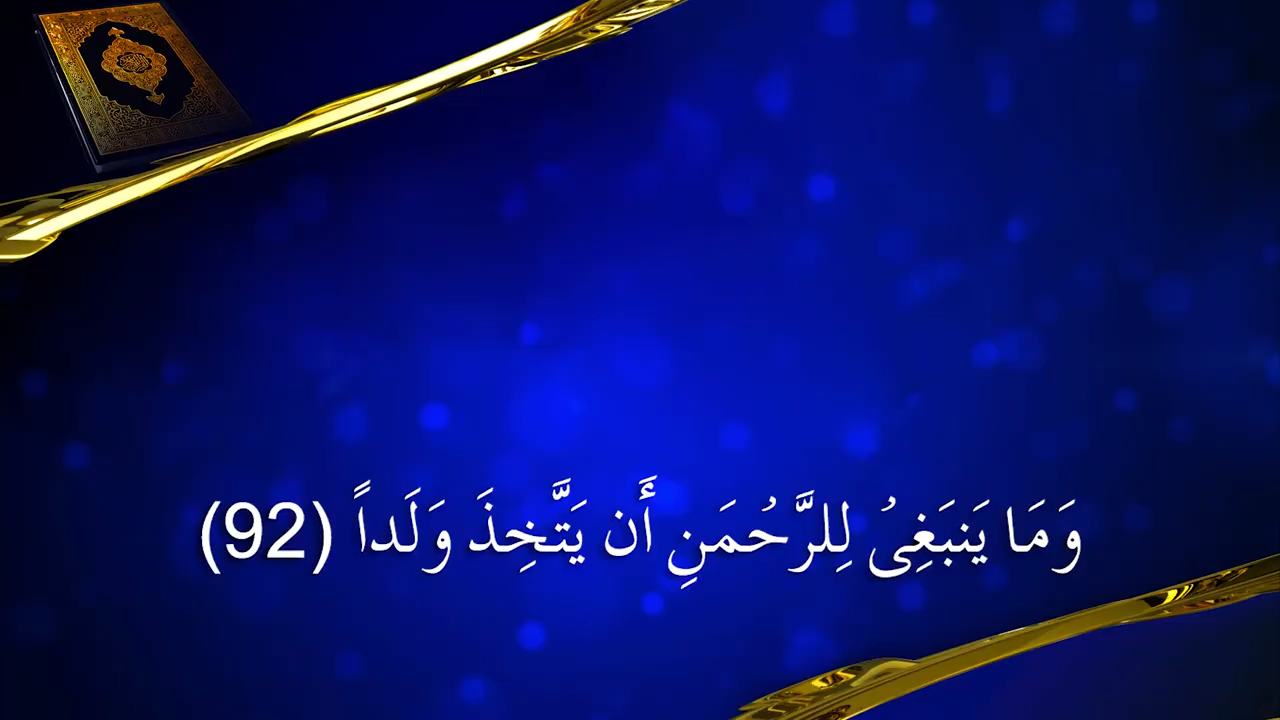 وَمَا يَنبَغِىُ لِلرَّحُمَنِ أَن يَتَّخِذَ وَلَداً (92)